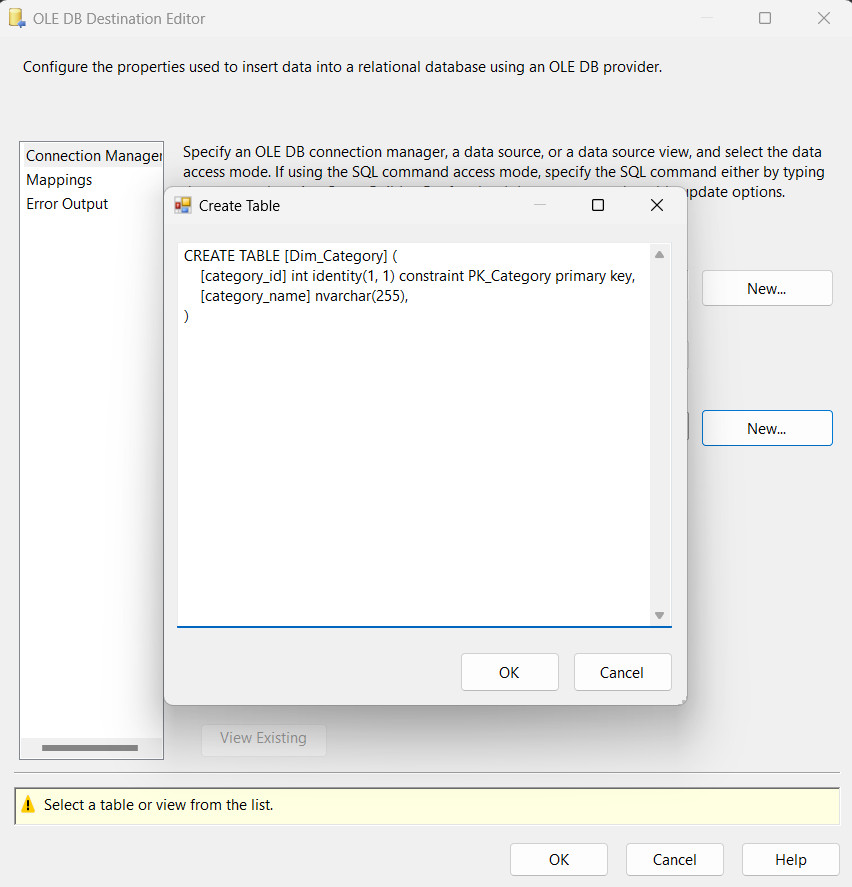 OLE DB Destination Editor
Configure the properties used to insert data into a relational database using an OLE DB provider.
Connection Manager
Mappings
Error Output
Specify an OLE DB connection manager, a data source, or a data source view, and select the data
access mode. If using the SQL command access mode, specify the SQL command either by typing
update options.
Create Table
CREATE TABLE [Dim_Category] (
[category_id] int identity(1, 1) constraint PK_Category primary key,
[category_name] nvarchar(255),
)
New...
New...
OK
Cancel
View Existing
Select a table or view from the list.
OK
Cancel
Help